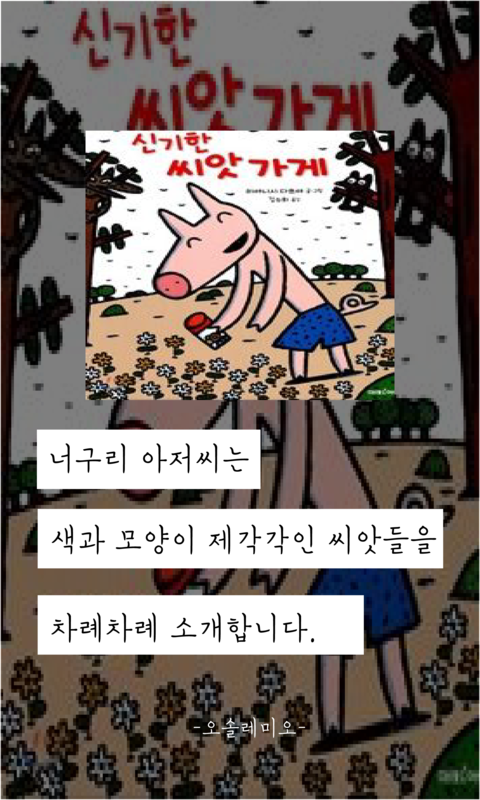 신기한
씨앗 가게
신기한
씨앗 가게
너구리 아저씨는
색과 모양이 제각각인 씨앗들을
차례차례 소개합니다.
-오솔레미오-